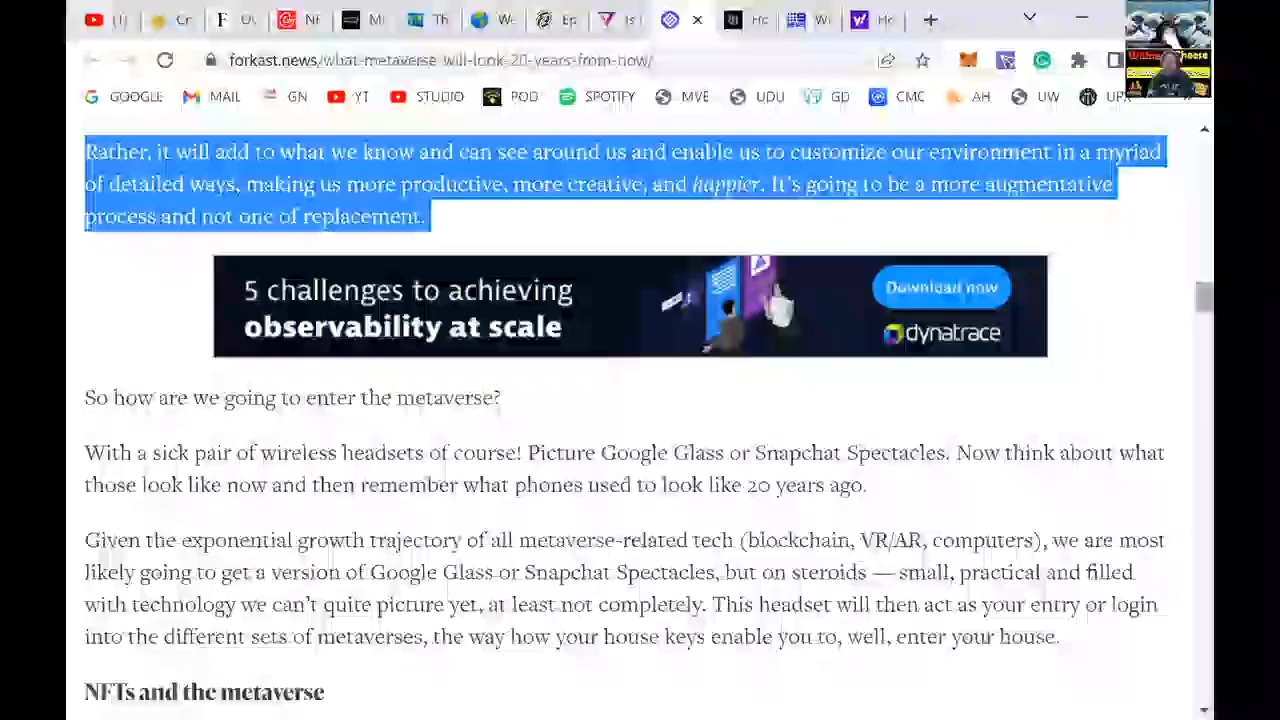 forkast.news/what-metaverse-will-look-20-years-from-now/
GOOGLE MAIL GN YT STUDIO POD SPOTIFY MVE UDU GD CMC AH UW
Rather, it will add to what we know and can see around us and enable us to customize our environment in a myriad
of detailed ways, making us more productive, more creative, and happier. It's going to be a more augmentative
process and not one of replacement.
5 challenges to achieving
observability at scale
Download now
dynatrace
So how are we going to enter the metaverse?
With a sick pair of wireless headsets of course! Picture Google Glass or Snapchat Spectacles. Now think about what
those look like now and then remember what phones used to look like 20 years ago.
Given the exponential growth trajectory of all metaverse-related tech (blockchain, VR/AR, computers), we are most
likely going to get a version of Google Glass or Snapchat Spectacles, but on steroids — small, practical and filled
with technology we can't quite picture yet, at least not completely. This headset will then act as your entry or login
into the different sets of metaverses, the way how your house keys enable you to, well, enter your house.
NFTs and the metaverse